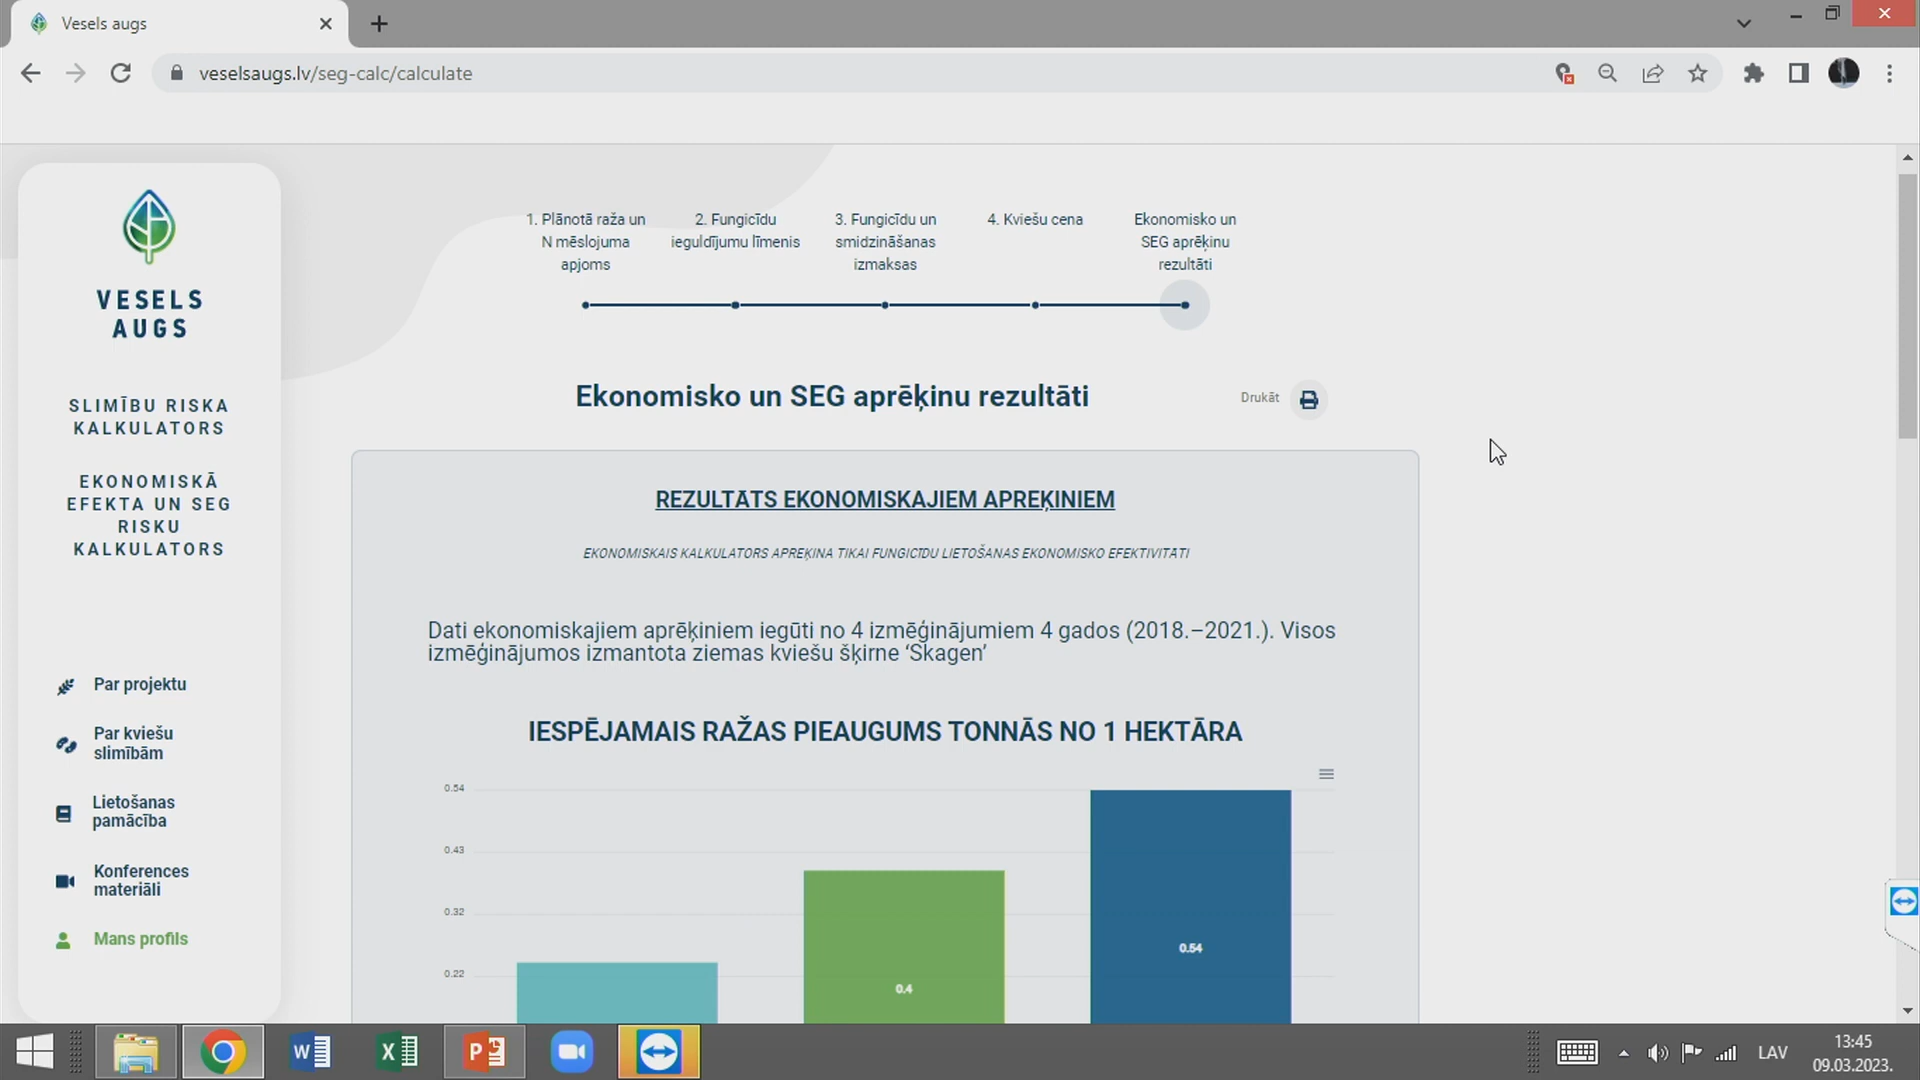 Vesels augs
veselsaugs.lv/seg-calc/calculate
VESELS
AUGS
SLIMĪBU RISKA
KALKULATORS
EKONOMISKĀ
EFEKTA UN SEG
RISKU
KALKULATORS
Par projektu
Par kviešu
slimībām
Lietošanas
pamācība
Konferences
materiāli
Mans profils
1. Plānotā raža un
N mēslojuma
apjoms
2. Fungicīdu
ieguldījumu līmenis
3. Fungicīdu un
smidzināšanas
izmaksas
4. Kviešu cena
Ekonomisko un
SEG aprēķinu
rezultāti
Ekonomisko un SEG aprēķinu rezultāti
Drukāt
REZULTĀTS EKONOMISKAJIEM APRĒĶINIEM
EKONOMISKAIS KALKULATORS APRĒĶINA TIKAI FUNGICĪDU LIETOŠANAS EKONOMISKO EFEKTIVITĀTI
Dati ekonomiskajiem aprēķiniem iegūti no 4 izmēģinājumiem 4 gados (2018.–2021.). Visos
izmēģinājumos izmantota ziemas kviešu šķirne ‘Skagen’
IESPĒJAMAIS RAŽAS PIEAUGUMS TONNĀS NO 1 HEKTĀRA
0.54
0.43
0.32
0.22
0.4
0.54
LAV
13:45
09.03.2023.